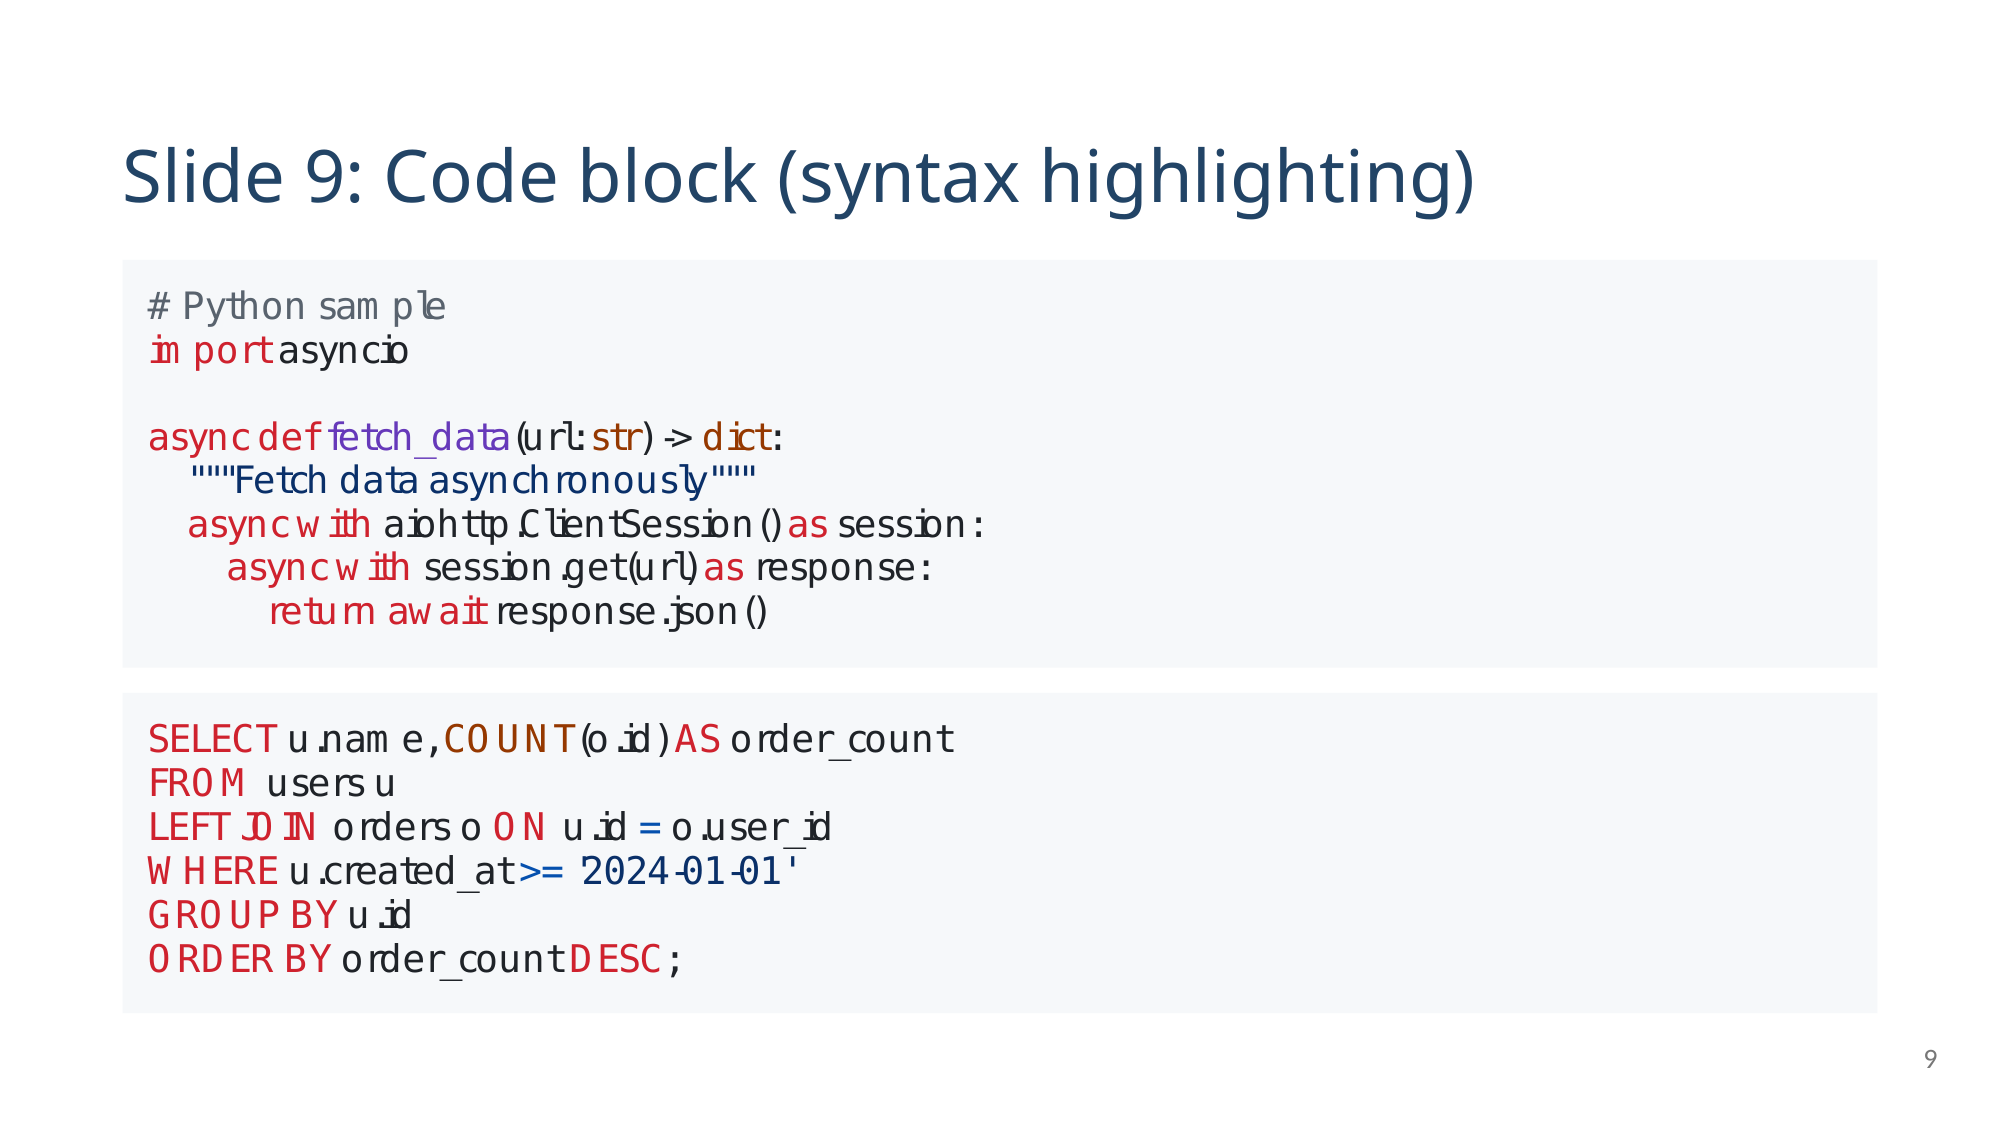 Slide 9: Code block (syntax highlighting)
# Python sample
import asyncio
async def fetch_data(url: str) -> dict:
    """Fetch data asynchronously"""
    async with aiohttp.ClientSession() as session:
        async with session.get(url) as response:
            return await response.json()
SELECT u.name, COUNT(o.id) AS order_count
FROM users u
LEFT JOIN orders o ON u.id = o.user_id
WHERE u.created_at >= '2024-01-01'
GROUP BY u.id
ORDER BY order_count DESC;
9